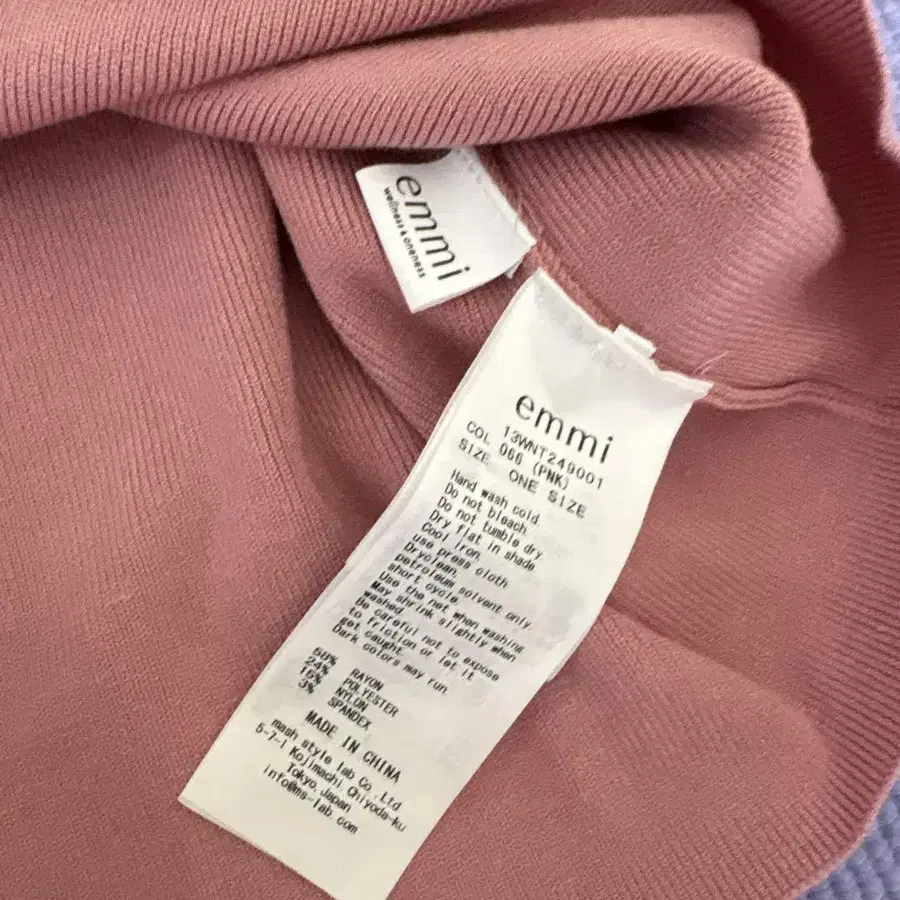 emmi
wellness & oneness
emmi
13WNT249001
COL 066 (PNK)
SIZE ONE SIZE
Hand wash cold.
Do not bleach.
Do not tumble dry.
Dry flat in shade
Cool iron.
use press cloth.
Dryclean,
petroleum solvent only.
short cycle.
Use the net when washing
May shrink slightly when
washed.
Be careful not to expose
to friction or let it
get caught.
Dark colors may run.
58% RAYON
24% POLYESTER
15% NYLON
3% SPANDEX
MADE IN CHINA
mash style lab Co.,Ltd.
5-7-1 Kojimachi,Chiyoda-ku
Tokyo,Japan
info@ms-lab.com